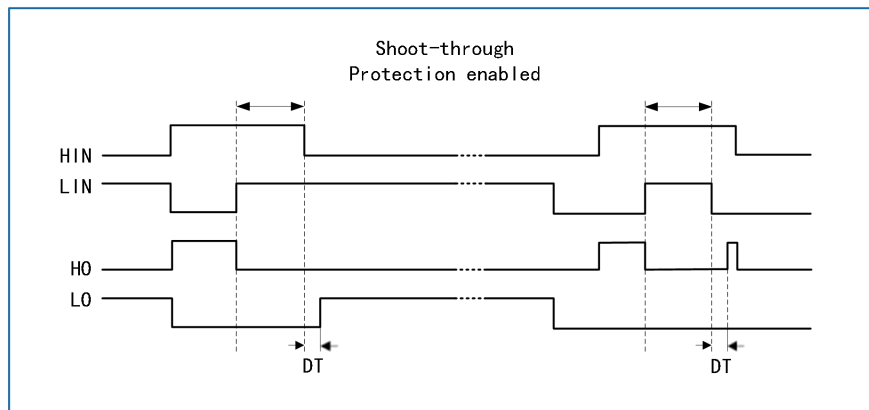 Shoot-through
Protection enabled
HIN
LIN
HO
LO
DT
DT